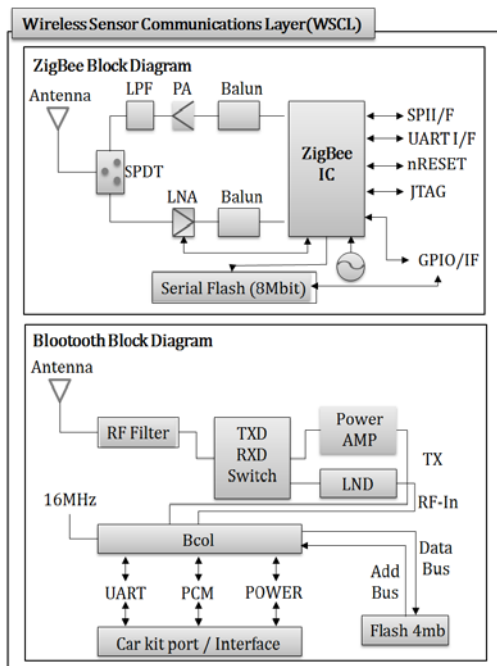 Wireless Sensor Communications Layer(WSCL)
ZigBee Block Diagram
Antenna
LPF
PA
Balun
SPDT
LNA
Balun
ZigBee
IC
SPII/F
UART I/F
nRESET
JTAG
GPIO/IF
Serial Flash (8Mbit)
Blootooth Block Diagram
Antenna
RF Filter
TXD
RXD
Switch
Power
AMP
LND
TX
RF-In
16MHz
Bcol
Data
Bus
Add
Bus
UART
PCM
POWER
Flash 4mb
Car kit port / Interface